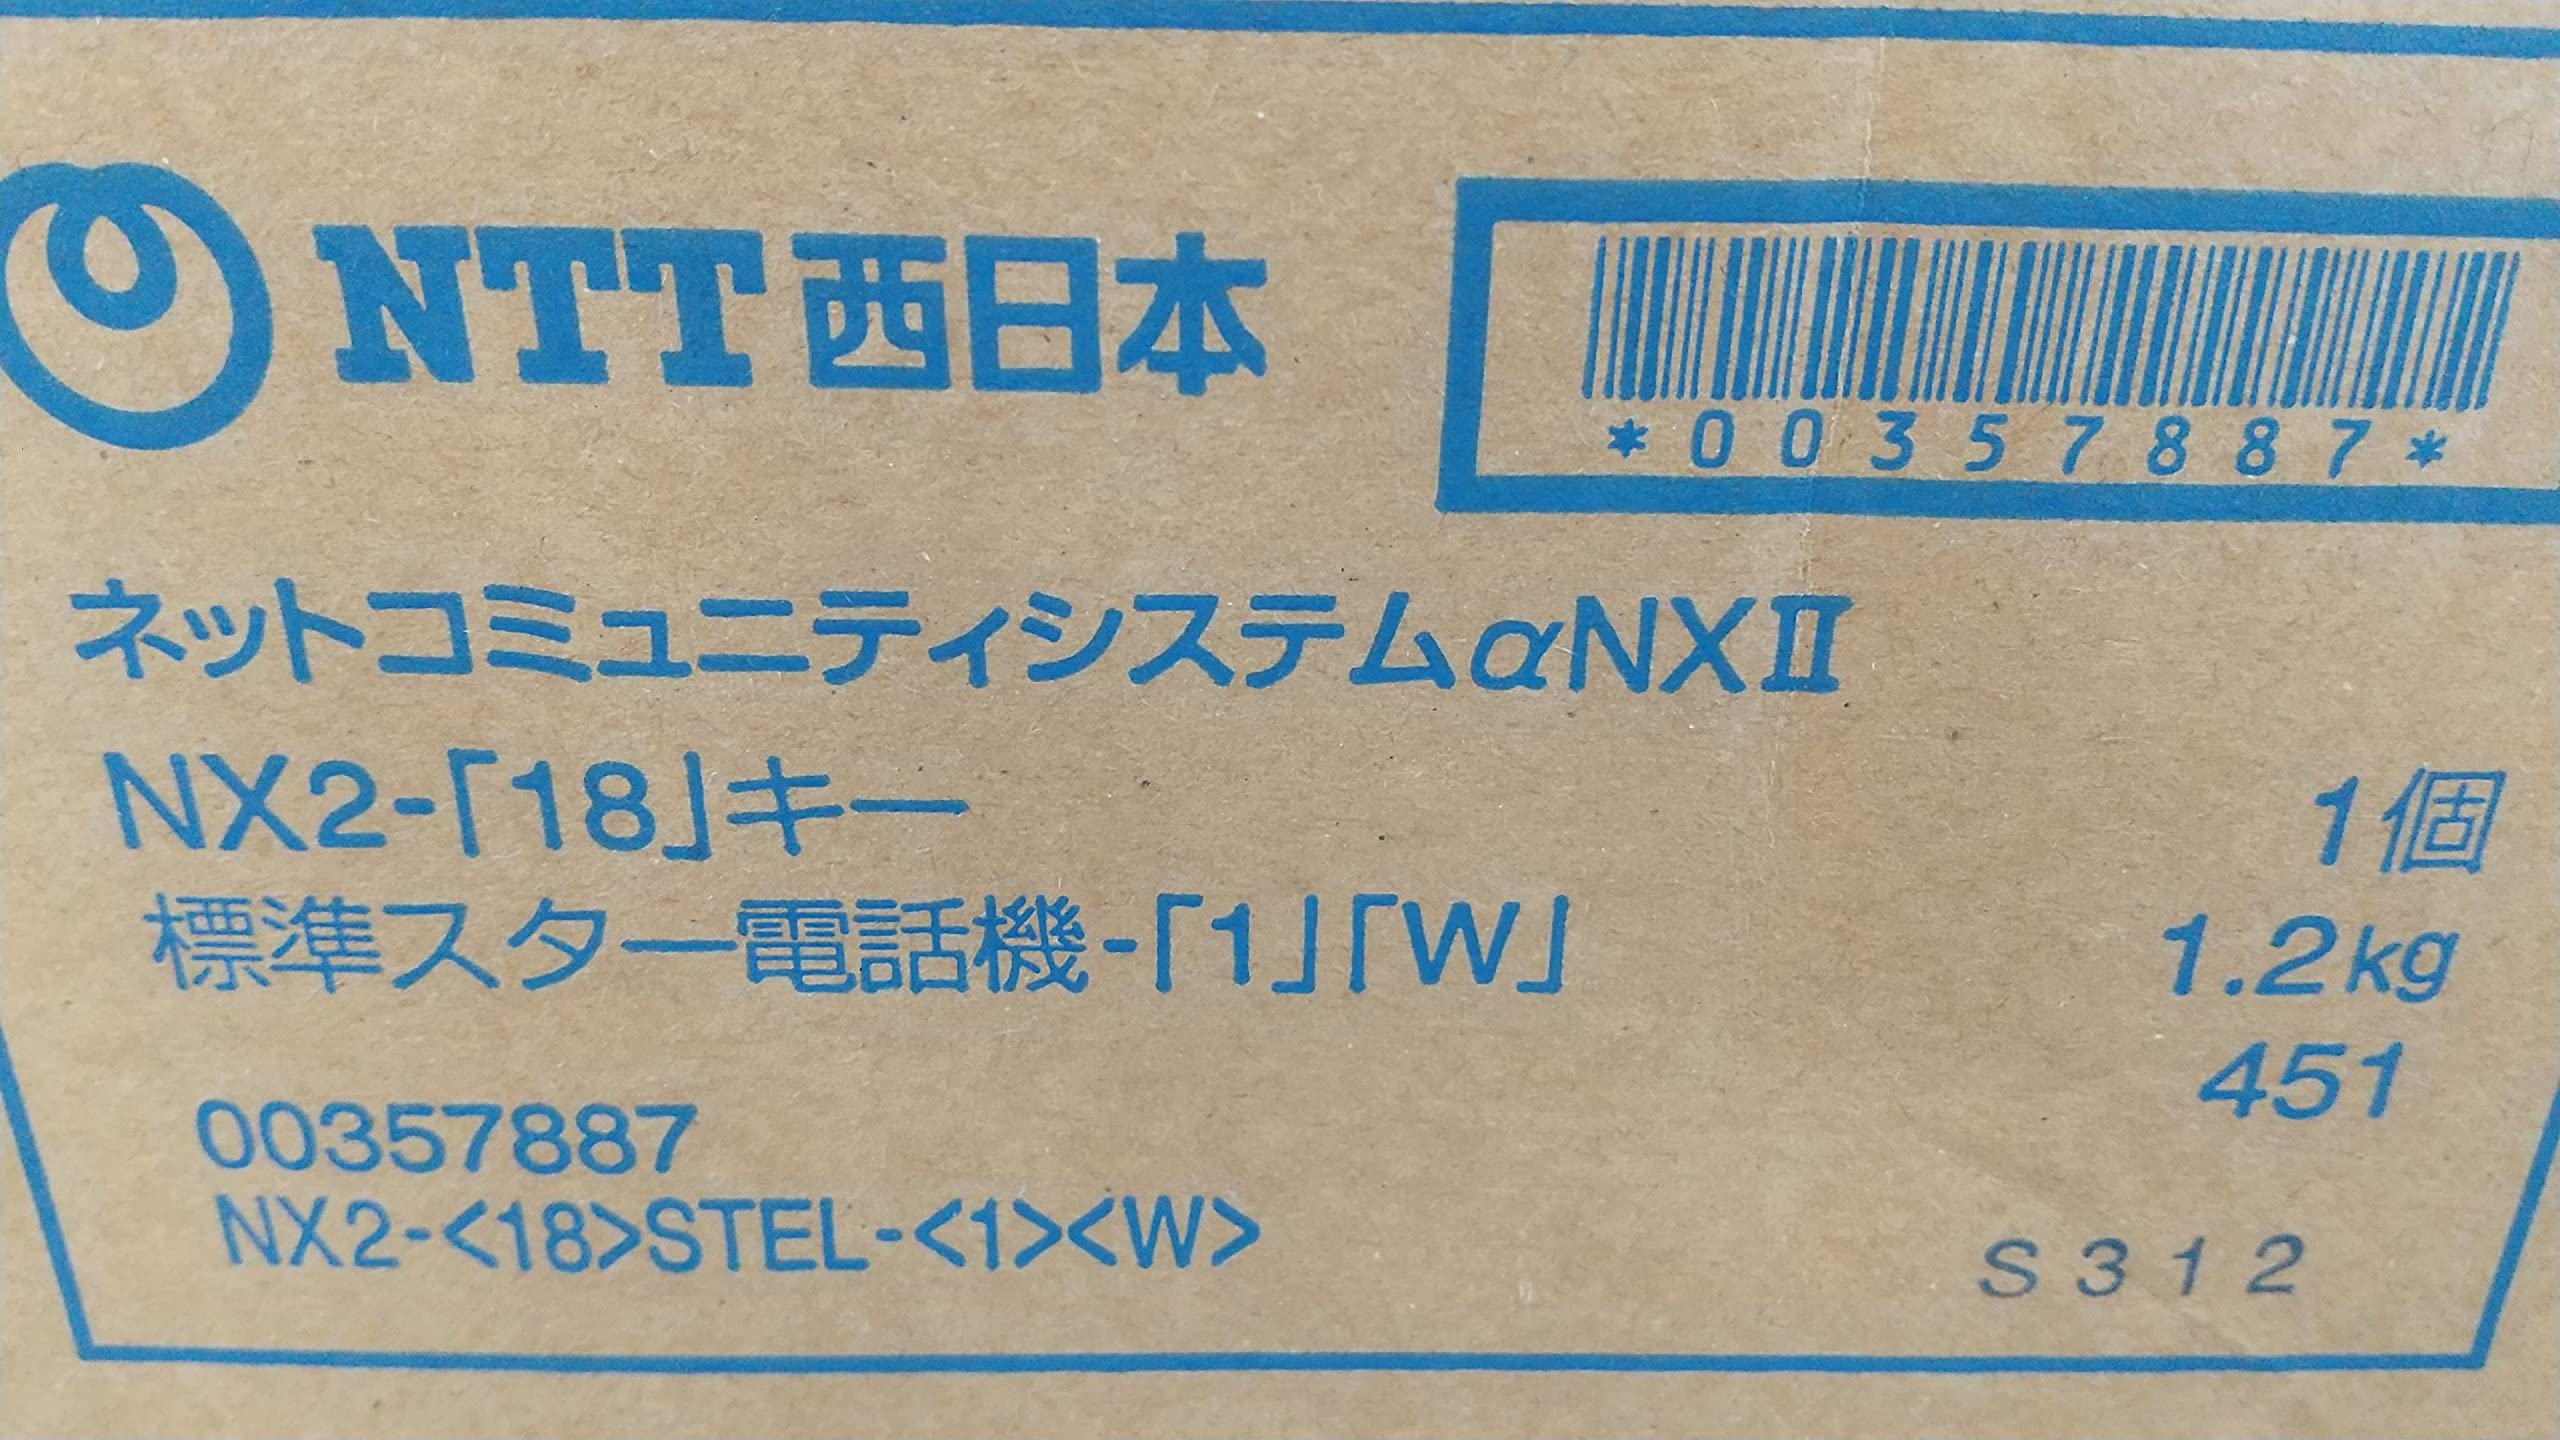 NTT西日本
*00357887*
ネットコミュニティシステムαNXⅡ
NX2-「18」キー 1個
標準スター電話機-「1」「W」 1.2kg
451
00357887
NX2-<18>STEL-<1><W>
S312